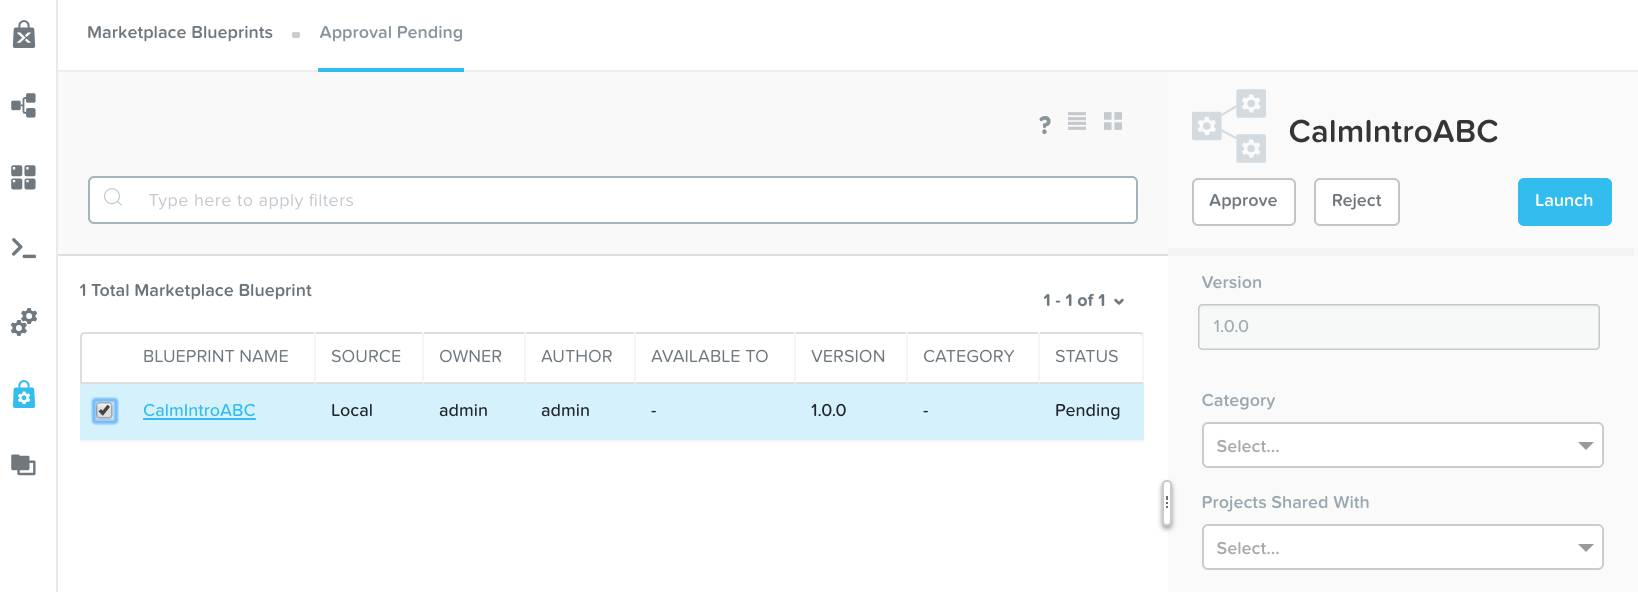 Marketplace Blueprints
Approval Pending
?
Type here to apply filters
1 Total Marketplace Blueprint
1 - 1 of 1
BLUEPRINT NAME SOURCE OWNER AUTHOR AVAILABLE TO VERSION CATEGORY STATUS
CalmIntroABC Local admin admin - 1.0.0 - Pending
CalmIntroABC
Approve
Reject
Launch
Version
1.0.0
Category
Select...
Projects Shared With
Select...